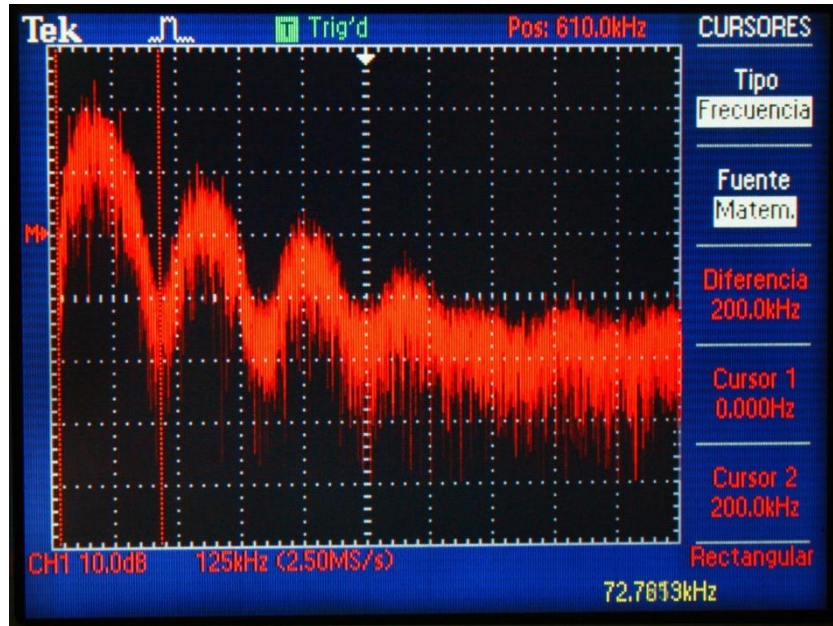 Tek T Trig'd Pos: 610.0kHz CURSORES
Tipo
Frecuencia
Fuente
M Matem.
Diferencia
200.0kHz
Cursor 1
0.000Hz
Cursor 2
200.0kHz
CH1 10.0dB 125kHz (2.50MS/s) Rectangular